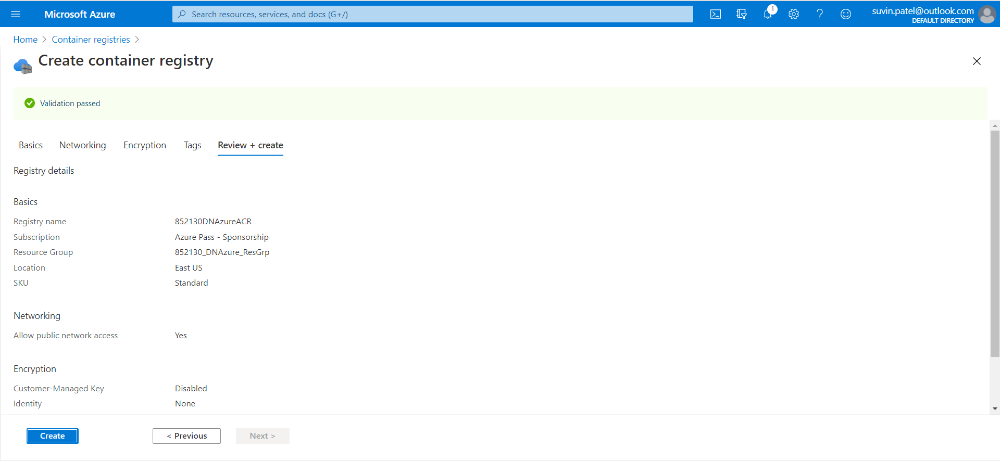 Microsoft Azure
Search resources, services, and docs (G+/)
1
suvin.patel@outlook.com
DEFAULT DIRECTORY
Home > Container registries >
Create container registry
Validation passed
Basics Networking Encryption Tags Review + create
Registry details
Basics
Registry name 852130DNAzureACR
Subscription Azure Pass - Sponsorship
Resource Group 852130_DNAzure_ResGrp
Location East US
SKU Standard
Networking
Allow public network access Yes
Encryption
Customer-Managed Key Disabled
Identity None
Create < Previous Next >